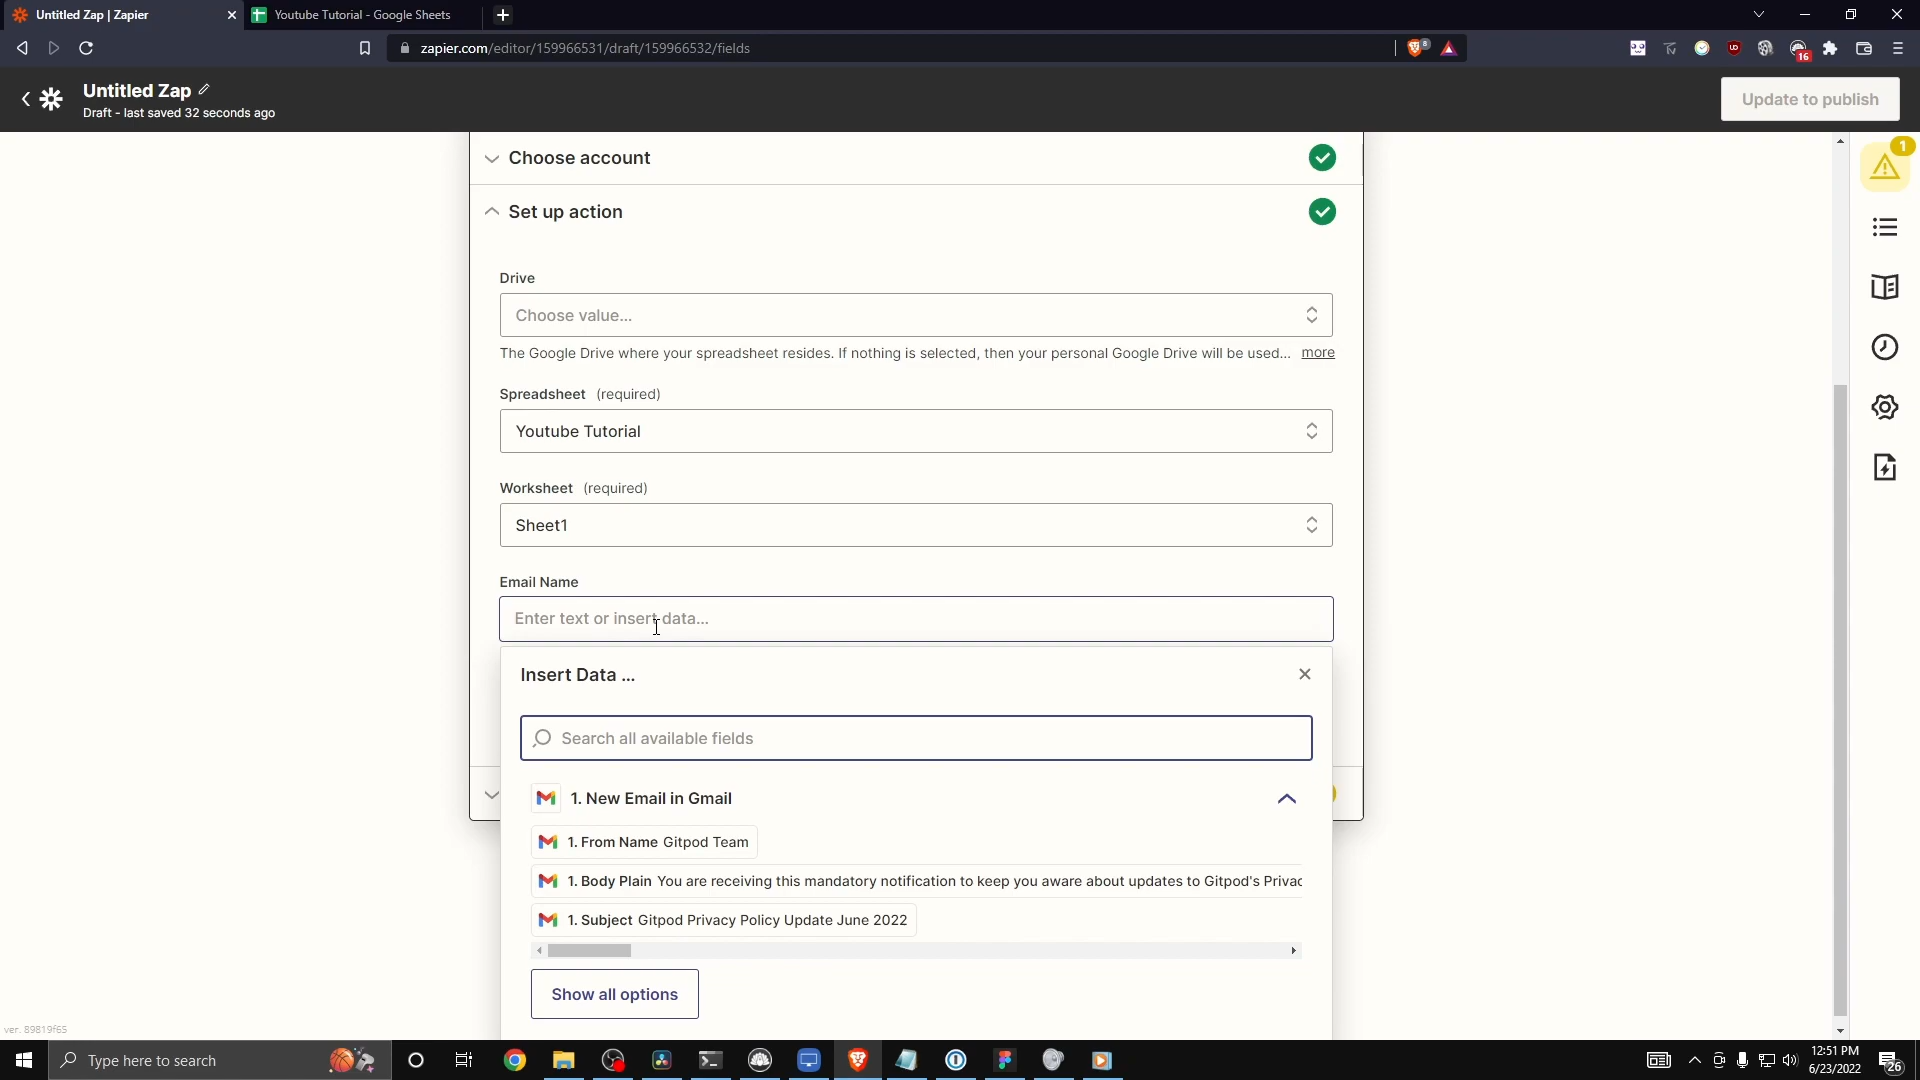 Untitled Zap | Zapier
Youtube Tutorial - Google Sheets
zapier.com/editor/159966531/draft/159966532/fields
8
UD
16
Untitled Zap
Draft - last saved 32 seconds ago
Update to publish
1
Choose account
Set up action
Drive
Choose value...
The Google Drive where your spreadsheet resides. If nothing is selected, then your personal Google Drive will be used... more
Spreadsheet (required)
Youtube Tutorial
Worksheet (required)
Sheet1
Email Name
Enter text or insert data...
Insert Data ...
Search all available fields
1. New Email in Gmail
1. From Name Gitpod Team
1. Body Plain You are receiving this mandatory notification to keep you aware about updates to Gitpod's Privac
1. Subject Gitpod Privacy Policy Update June 2022
Show all options
ver. 89819f65
Type here to search
12:51 PM
6/23/2022
26